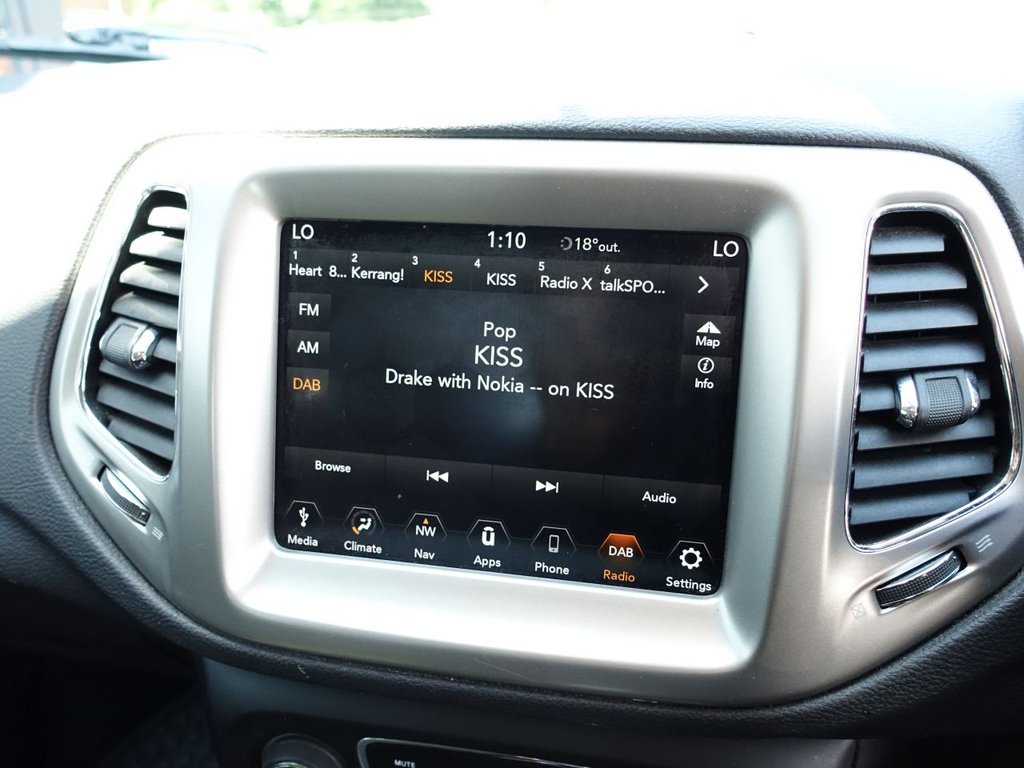 LO 1:10 18°out. LO
1 2 3 4 5 6
Heart 8... Kerrang! KISS KISS Radio X talkSPO...
FM
AM
DAB
Pop
KISS
Drake with Nokia -- on KISS
Map
Info
Browse Audio
NW DAB
Media Climate Nav Apps Phone Radio Settings
MUTE